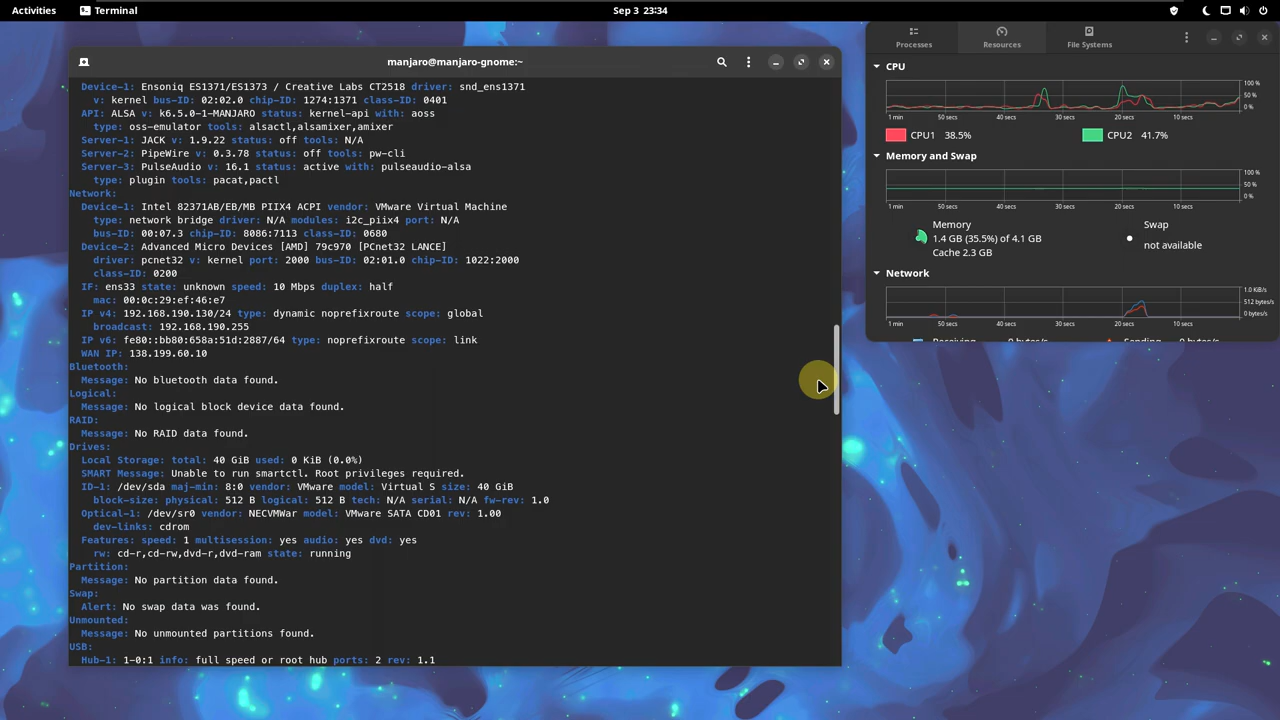 Activities
Terminal
Sep 3 23:34
manjaro@manjaro-gnome:~
Device-1: Ensoniq ES1371/ES1373 / Creative Labs CT2518 driver: snd_ens1371
v: kernel bus-ID: 02:02.0 chip-ID: 1274:1371 class-ID: 0401
API: ALSA v: k6.5.0-1-MANJARO status: kernel-api with: aoss
type: oss-emulator tools: alsactl,alsamixer,amixer
Server-1: JACK v: 1.9.22 status: off tools: N/A
Server-2: PipeWire v: 0.3.78 status: off tools: pw-cli
Server-3: PulseAudio v: 16.1 status: active with: pulseaudio-alsa
type: plugin tools: pacat,pactl
Network:
Device-1: Intel 82371AB/EB/MB PIIX4 ACPI vendor: VMware Virtual Machine
type: network bridge driver: N/A modules: i2c_piix4 port: N/A
bus-ID: 00:07.3 chip-ID: 8086:7113 class-ID: 0680
Device-2: Advanced Micro Devices [AMD] 79c970 [PCnet32 LANCE]
driver: pcnet32 v: kernel port: 2000 bus-ID: 02:01.0 chip-ID: 1022:2000
class-ID: 0200
IF: ens33 state: unknown speed: 10 Mbps duplex: half
mac: 00:0c:29:ef:46:e7
IP v4: 192.168.190.130/24 type: dynamic noprefixroute scope: global
broadcast: 192.168.190.255
IP v6: fe80::bb80:658a:51d:2887/64 type: noprefixroute scope: link
WAN IP: 138.199.60.10
Bluetooth:
Message: No bluetooth data found.
Logical:
Message: No logical block device data found.
RAID:
Message: No RAID data found.
Drives:
Local Storage: total: 40 GiB used: 0 KiB (0.0%)
SMART Message: Unable to run smartctl. Root privileges required.
ID-1: /dev/sda maj-min: 8:0 vendor: VMware model: Virtual S size: 40 GiB
block-size: physical: 512 B logical: 512 B tech: N/A serial: N/A fw-rev: 1.0
Optical-1: /dev/sr0 vendor: NECVMWar model: VMware SATA CD01 rev: 1.00
dev-links: cdrom
Features: speed: 1 multisession: yes audio: yes dvd: yes
rw: cd-r,cd-rw,dvd-r,dvd-ram state: running
Partition:
Message: No partition data found.
Swap:
Alert: No swap data was found.
Unmounted:
Message: No unmounted partitions found.
USB:
Hub-1: 1-0:1 info: full speed or root hub ports: 2 rev: 1.1
Processes
Resources
File Systems
CPU
100 %
50 %
0 %
1 min 50 secs 40 secs 30 secs 20 secs 10 secs
CPU1 38.5%
CPU2 41.7%
Memory and Swap
100 %
50 %
0 %
1 min 50 secs 40 secs 30 secs 20 secs 10 secs
Memory
1.4 GB (35.5%) of 4.1 GB
Cache 2.3 GB
Swap
not available
Network
1.0 KiB/s
512 bytes/s
0 bytes/s
1 min 50 secs 40 secs 30 secs 20 secs 10 secs
Receiving 0 bytes/s
Sending 0 bytes/s